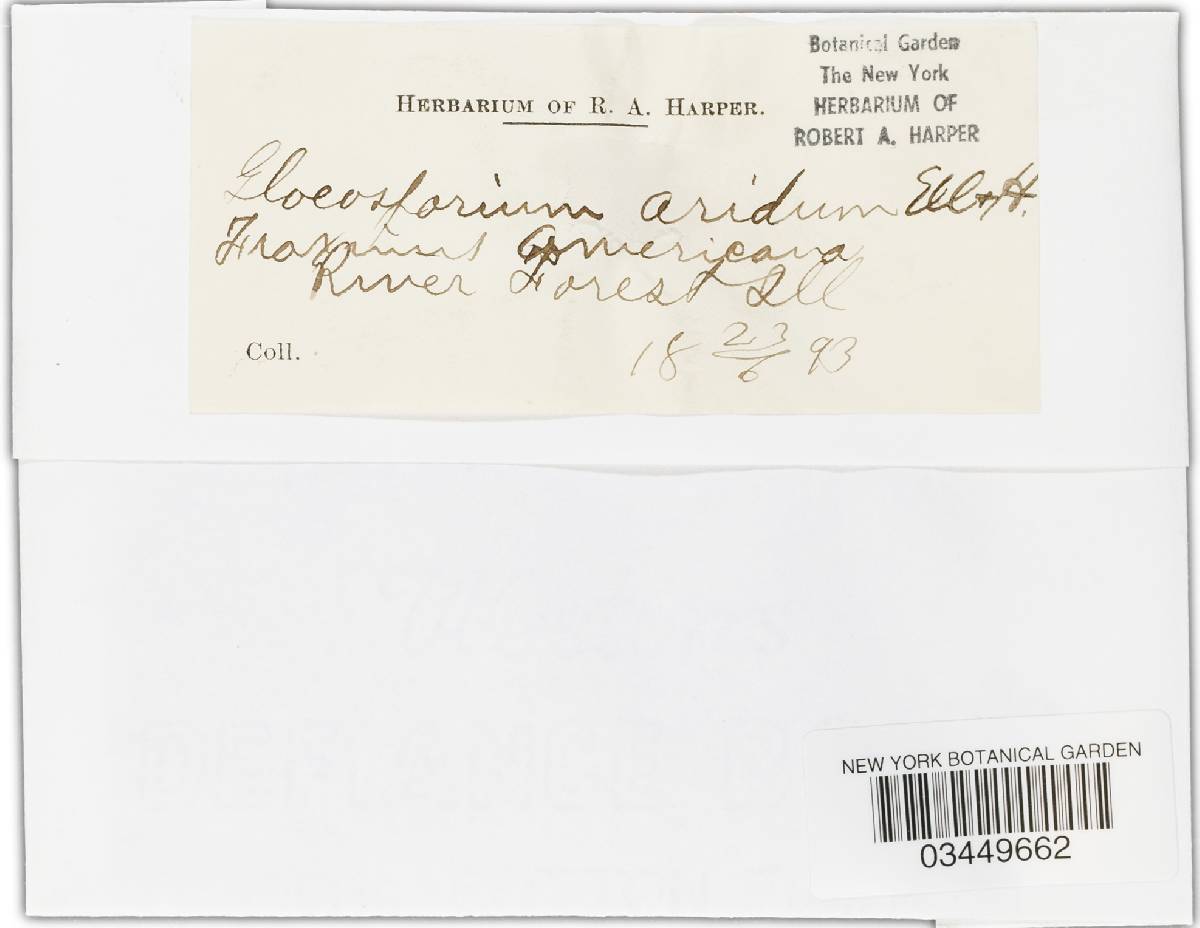 Botanical Garden
The New York
HERBARIUM OF
ROBERT A. HARPER
HERBARIUM OF R. A. HARPER.
Gloeosporium aridum Ell & H.
Fraxinus Americana
River Forest Ill
Coll.
18 23/6 93
NEW YORK BOTANICAL GARDEN
03449662